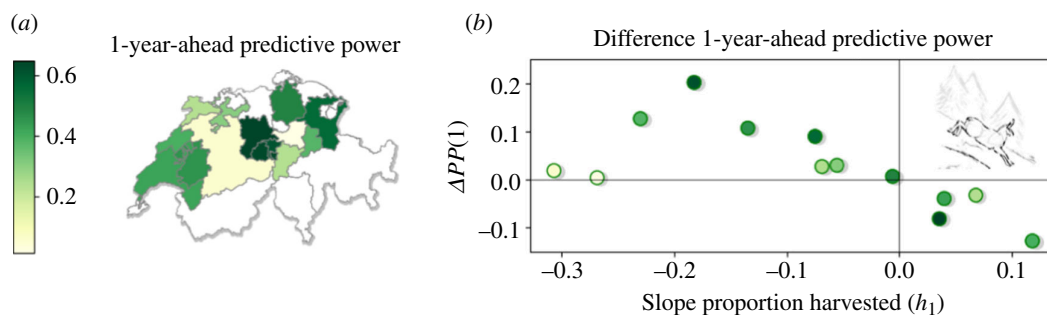 (a)
1-year-ahead predictive power
0.6
0.4
0.2
(b)
Difference 1-year-ahead predictive power
ΔPP(1)
0.2
0.1
0.0
−0.1
−0.3
−0.2
−0.1
0.0
0.1
Slope proportion harvested (h₁)